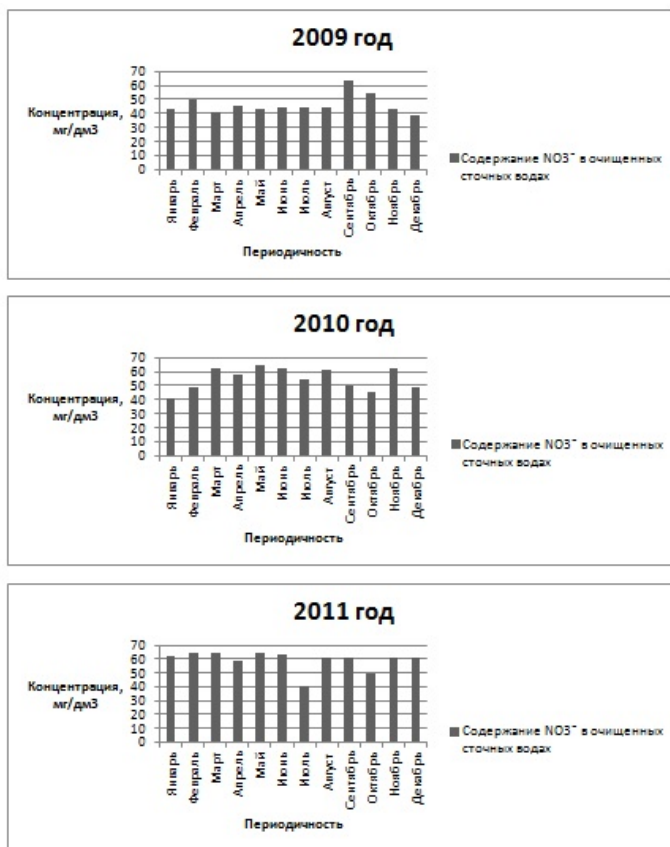 2009 год
Концентрация,
мг/дм3
70
60
50
40
30
20
10
0
Январь
Февраль
Март
Апрель
Май
Июнь
Июль
Август
Сентябрь
Октябрь
Ноябрь
Декабрь
Периодичность
Содержание NO3⁻ в очищенных
сточных водах
2010 год
Концентрация,
мг/дм3
70
60
50
40
30
20
10
0
Январь
Февраль
Март
Апрель
Май
Июнь
Июль
Август
Сентябрь
Октябрь
Ноябрь
Декабрь
Периодичность
Содержание NO3⁻ в очищенных
сточных водах
2011 год
Концентрация,
мг/дм3
70
60
50
40
30
20
10
0
Январь
Февраль
Март
Апрель
Май
Июнь
Июль
Август
Сентябрь
Октябрь
Ноябрь
Декабрь
Периодичность
Содержание NO3⁻ в очищенных
сточных водах